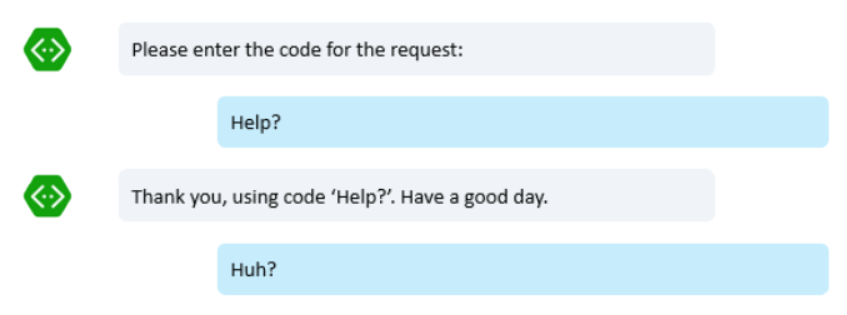 Please enter the code for the request:
Help?
Thank you, using code ‘Help?’. Have a good day.
Huh?